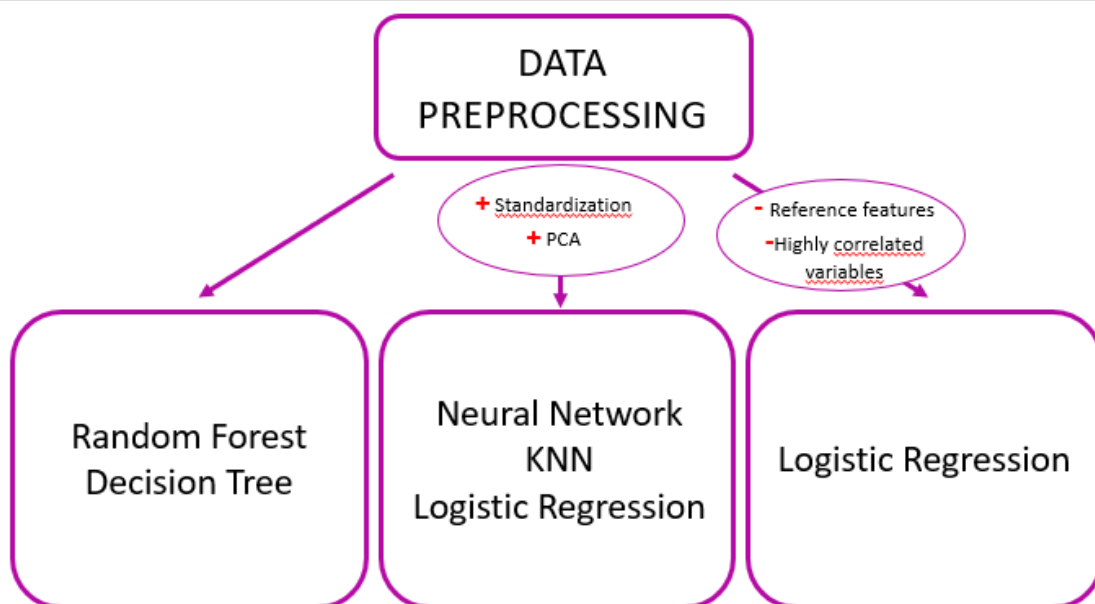 DATA
PREPROCESSING
+ Standardization
+ PCA
- Reference features
-Highly correlated
variables
Random Forest
Decision Tree
Neural Network
KNN
Logistic Regression
Logistic Regression